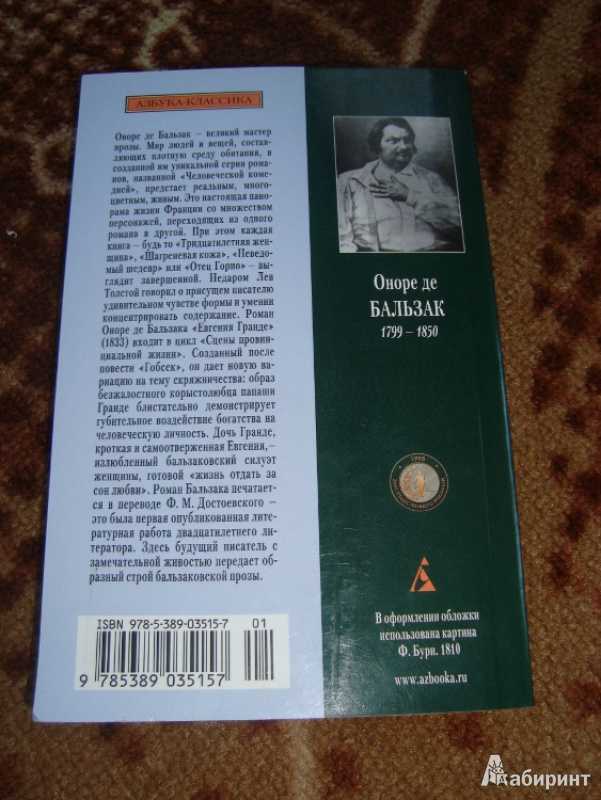 АЗБУКА-КЛАССИКА
Оноре де Бальзак – великий мастер
прозы. Мир людей и вещей, состав-
ляющих плотную среду обитания, в
созданной им уникальной серии рома-
нов, названной «Человеческой коме-
дией», предстает реальным, много-
цветным, живым. Это настоящая пано-
рама жизни Франции со множеством
персонажей, переходящих из одного
романа в другой. При этом каждая
книга – будь то «Тридцатилетняя жен-
щина», «Шагреневая кожа», «Неведо-
мый шедевр» или «Отец Горио» – вы-
глядит завершенной. Недаром Лев
Толстой говорил о присущем писателю
удивительном чувстве формы и умении
концентрировать содержание. Роман
Оноре де Бальзака «Евгения Гранде»
(1833) входит в цикл «Сцены провин-
циальной жизни». Созданный после
повести «Гобсек», он дает новую ва-
риацию на тему скряжничества: образ
безжалостного корыстолюбца папаши
Гранде блистательно демонстрирует
губительное воздействие богатства на
человеческую личность. Дочь Гранде,
кроткая и самоотверженная Евгения,–
излюбленный бальзаковский силуэт
женщины, готовой «жизнь отдать за
сон любви». Роман Бальзака печатает-
ся в переводе Ф. М. Достоевского –
это была первая опубликованная лите-
ратурная работа двадцатидвухлетнего
литератора. Здесь будущий писатель с
замечательной живостью передает об-
разный строй бальзаковской прозы.
ISBN 978-5-389-03515-7
01
9 785389 035157
Оноре де
БАЛЬЗАК
1799 – 1850
1998
В оформлении обложки
использована картина
Ф. Бури. 1810
www.azbooka.ru
Лабиринт